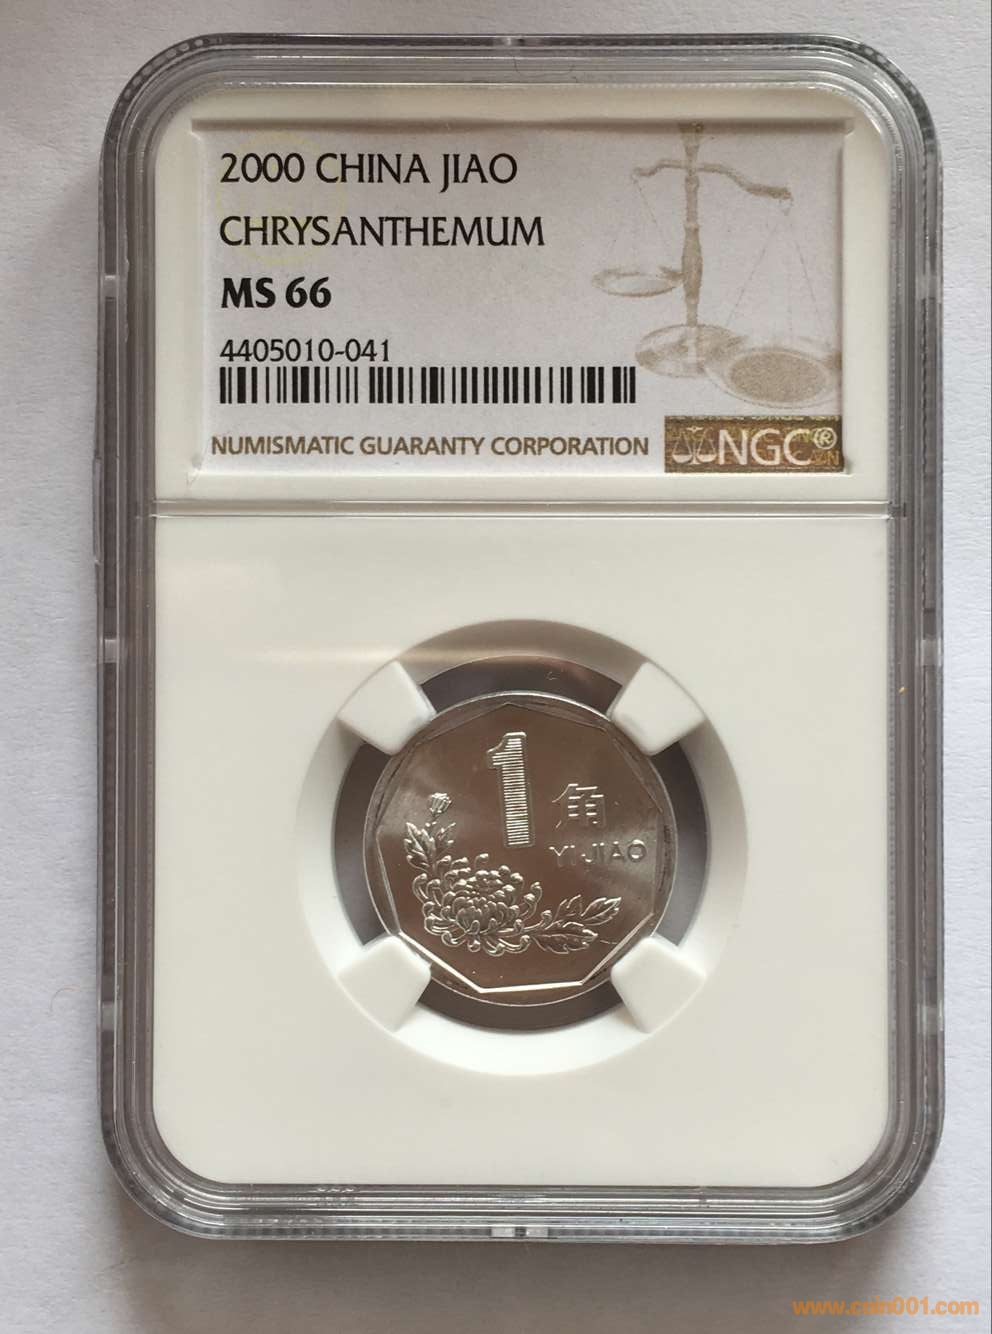 2000 CHINA JIAO
CHRYSANTHEMUM
MS 66
4405010-041
NUMISMATIC GUARANTY CORPORATION
NGC®
1
角
YI JIAO
www.coin001.com